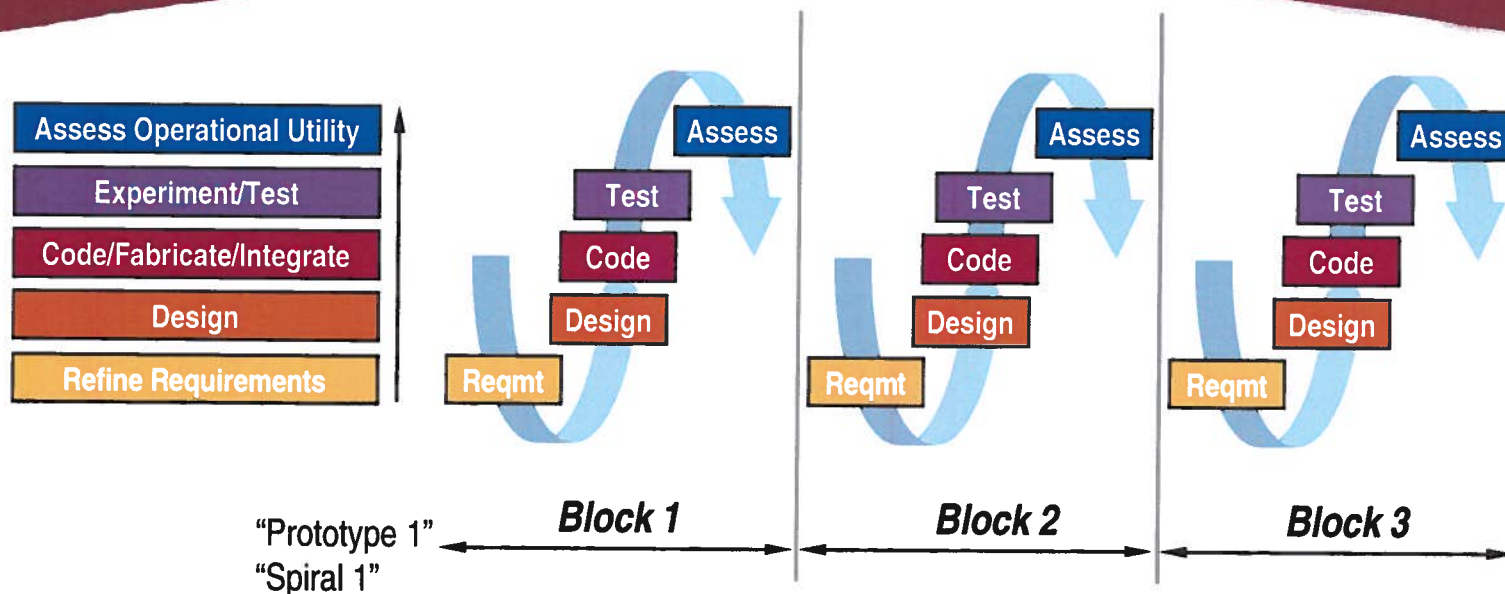 Assess Operational Utility
Experiment/Test
Code/Fabricate/Integrate
Design
Refine Requirements
Assess
Test
Code
Design
Reqmt
Assess
Test
Code
Design
Reqmt
Assess
Test
Code
Design
Reqmt
“Prototype 1”
“Spiral 1”
Block 1
Block 2
Block 3